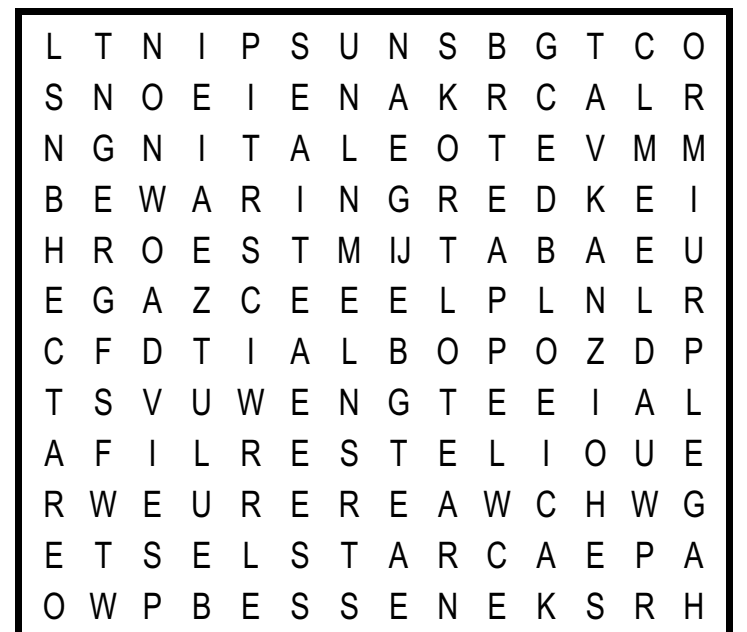 L T N I P S U N S B G T C O
S N O E I E N A K R C A L R
N G N I T A L E O T E V M M
B E W A R I N G R E D K E I
H R O E S T M IJ T A B A E U
E G A Z C E E E L P L N L R
C F D T I A L B O P O Z D P
T S V U W E N G T E E I A L
A F I L R E S T E L I O U E
R W E U R E R E A W C H W G
E T S E L S T A R C A E P A
O W P B E S S E N E K S R H